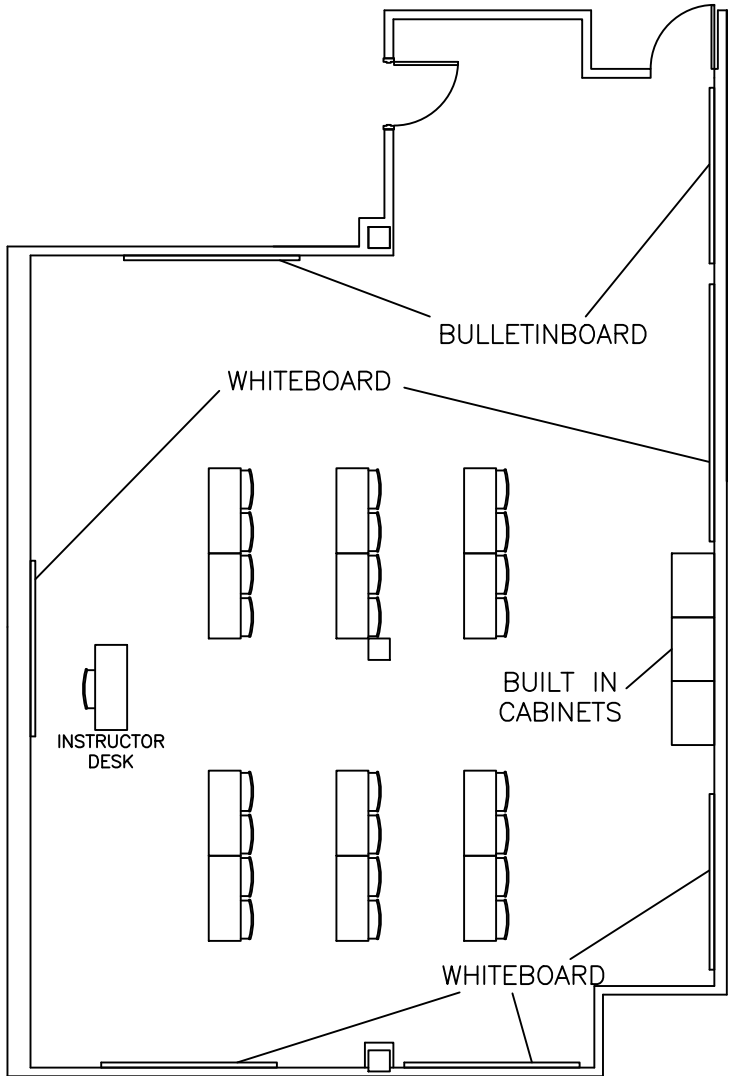 BULLETINBOARD
WHITEBOARD
BUILT IN
CABINETS
INSTRUCTOR
DESK
WHITEBOARD